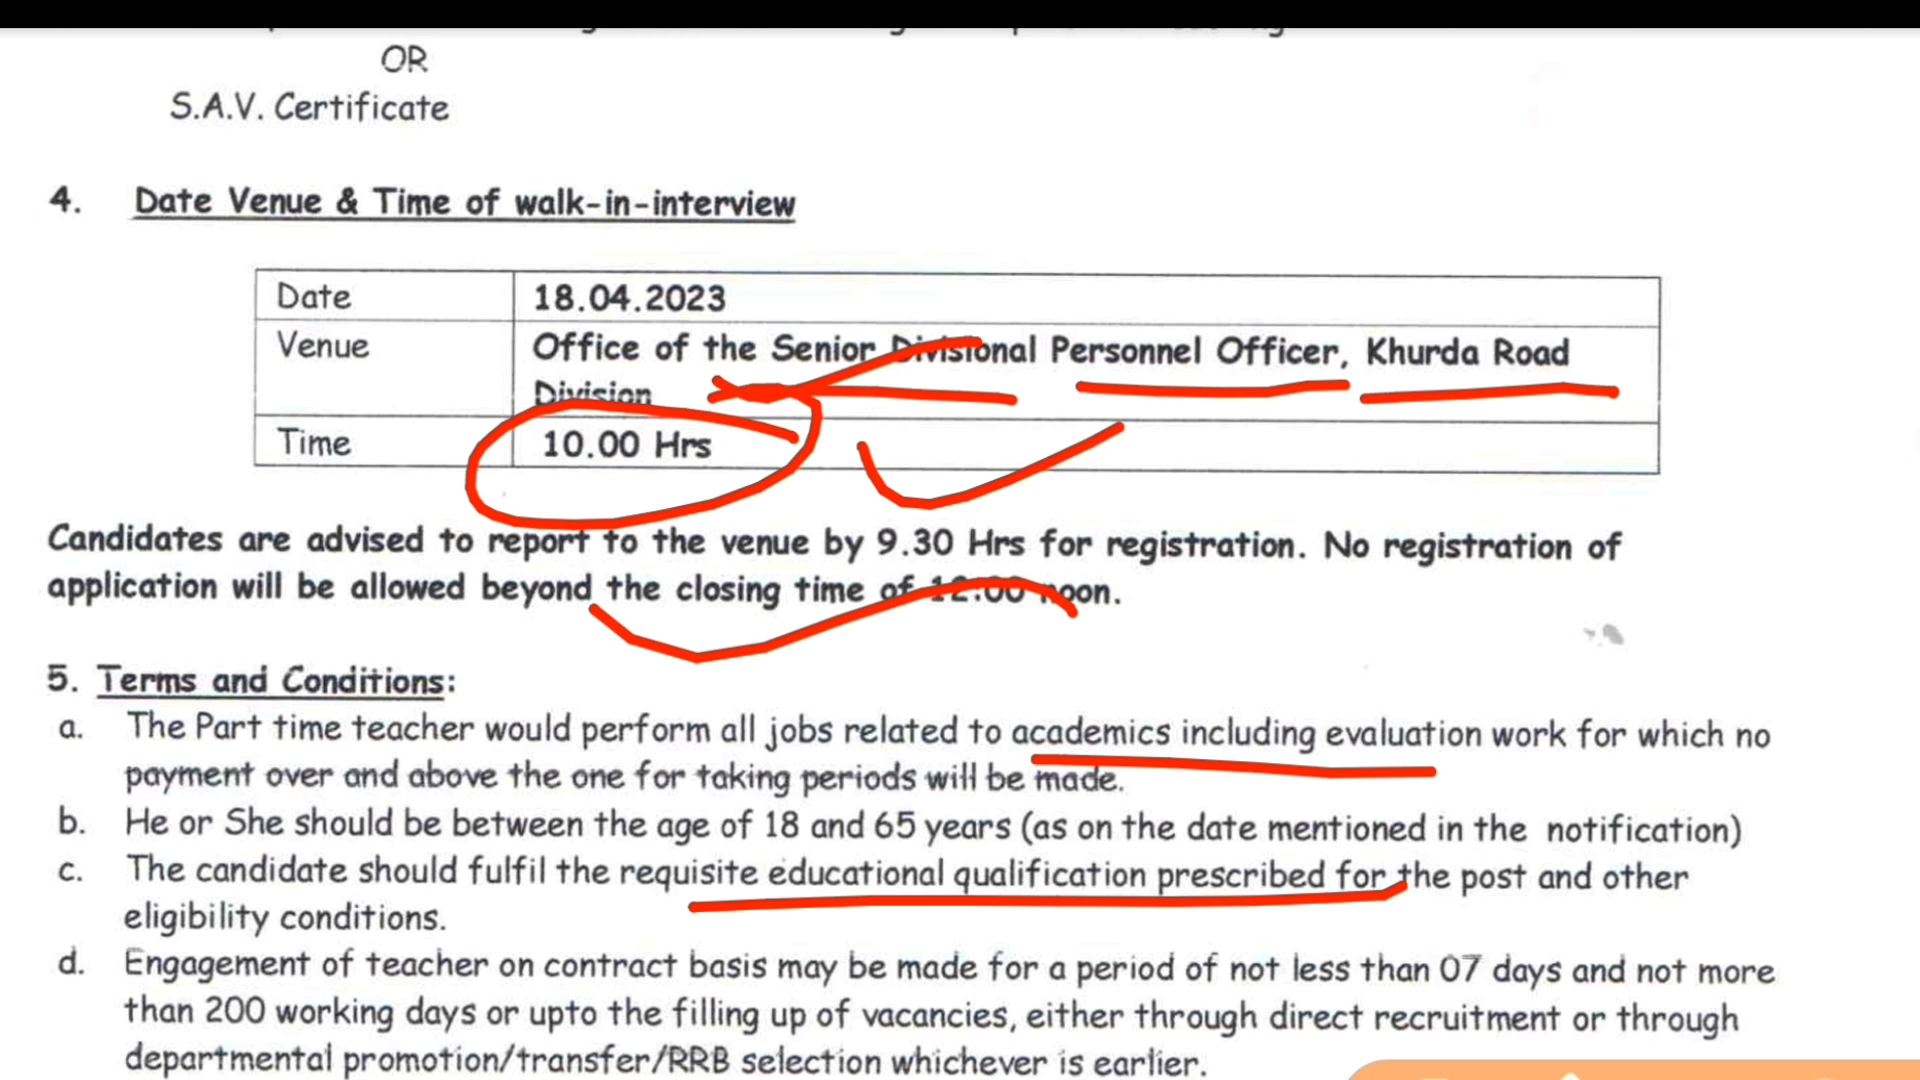 OR
S.A.V. Certificate
4. Date Venue & Time of walk-in-interview
Date 18.04.2023
Venue Office of the Senior Divisional Personnel Officer, Khurda Road
Division
Time 10.00 Hrs
Candidates are advised to report to the venue by 9.30 Hrs for registration. No registration of
application will be allowed beyond the closing time of 12:00 noon.
5. Terms and Conditions:
a. The Part time teacher would perform all jobs related to academics including evaluation work for which no
payment over and above the one for taking periods will be made.
b. He or She should be between the age of 18 and 65 years (as on the date mentioned in the notification)
c. The candidate should fulfil the requisite educational qualification prescribed for the post and other
eligibility conditions.
d. Engagement of teacher on contract basis may be made for a period of not less than 07 days and not more
than 200 working days or upto the filling up of vacancies, either through direct recruitment or through
departmental promotion/transfer/RRB selection whichever is earlier.